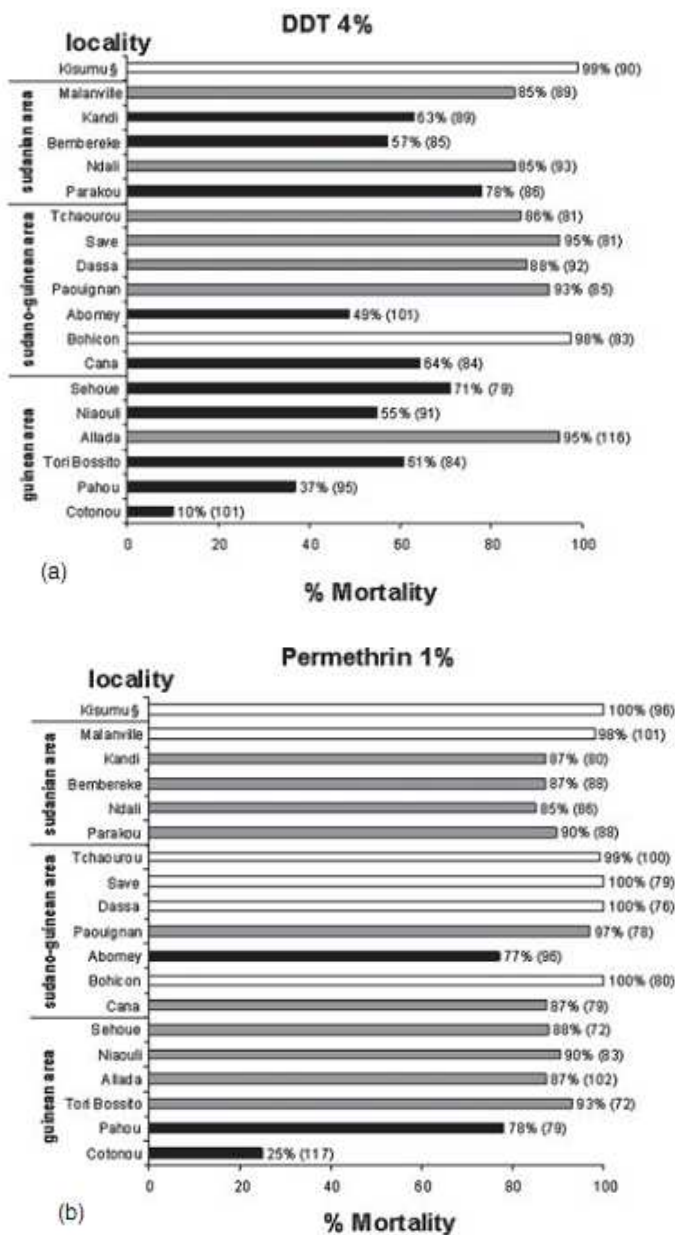 DDT 4%
locality
Kisumu § 99% (90)
sudanian area
Malanville 85% (89)
Kandi 63% (89)
Bembereke 57% (85)
Ndali 85% (93)
Parakou 78% (86)
sudano-guinean area
Tchaourou 86% (81)
Save 95% (81)
Dassa 88% (92)
Paouignan 93% (85)
Abomey 49% (101)
Bohicon 98% (83)
Cana 64% (84)
guinean area
Sehoue 71% (79)
Niaouli 55% (91)
Allada 95% (116)
Tori Bossito 61% (84)
Pahou 37% (95)
Cotonou 10% (101)
0 20 40 60 80 100
(a)
% Mortality
Permethrin 1%
locality
Kisumu § 100% (96)
sudanian area
Malanville 98% (101)
Kandi 87% (80)
Bembereke 87% (88)
Ndali 85% (86)
Parakou 90% (88)
sudano-guinean area
Tchaourou 99% (100)
Save 100% (79)
Dassa 100% (76)
Paouignan 97% (78)
Abomey 77% (96)
Bohicon 100% (80)
Cana 87% (79)
guinean area
Sehoue 88% (72)
Niaouli 90% (83)
Allada 87% (102)
Tori Bossito 93% (72)
Pahou 78% (79)
Cotonou 25% (117)
0 20 40 60 80 100
(b)
% Mortality